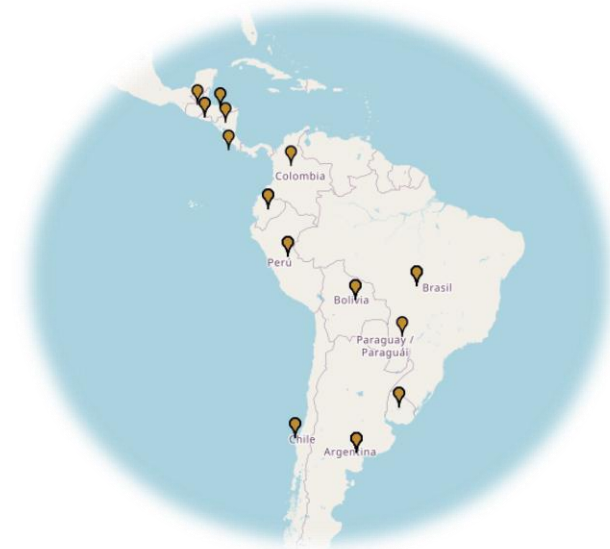 Colombia
Perú
Brasil
Bolivia
Paraguay /
Paraguái
Chile
Argentina